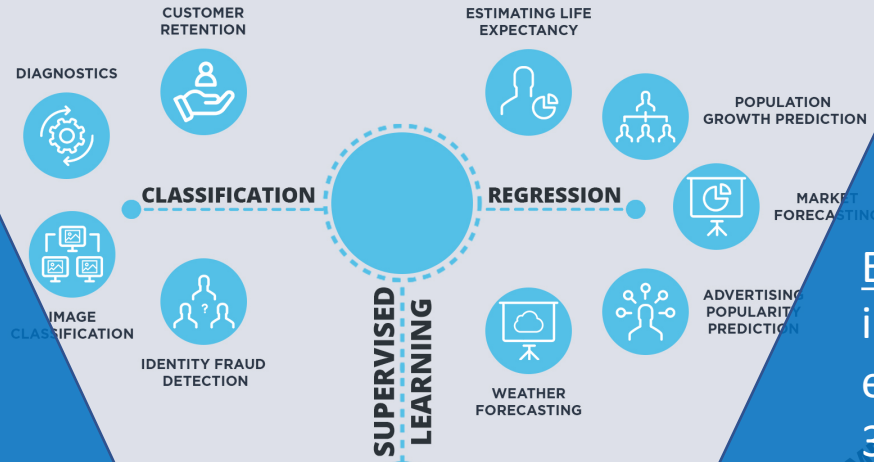 CUSTOMER
RETENTION
ESTIMATING LIFE
EXPECTANCY
DIAGNOSTICS
POPULATION
GROWTH PREDICTION
CLASSIFICATION
REGRESSION
MARKET
FORECASTING
IMAGE
CLASSIFICATION
?
IDENTITY FRAUD
DETECTION
SUPERVISED
LEARNING
ADVERTISING
POPULARITY
PREDICTION
WEATHER
FORECASTING